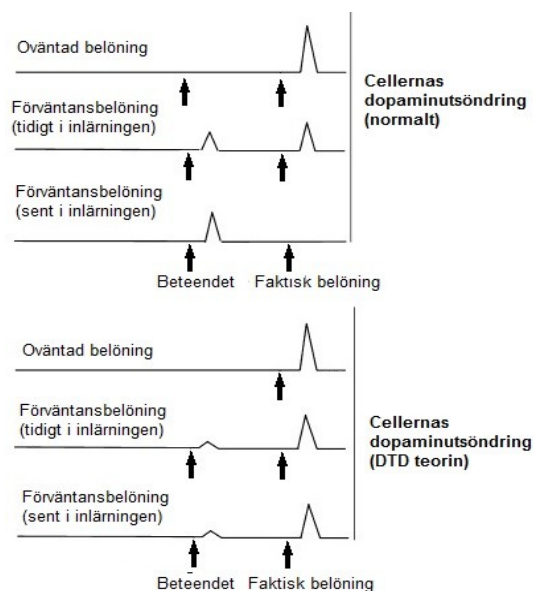 Oväntad belöning
Cellernas
dopaminutsöndring
(normalt)
Förväntansbelöning
(tidigt i inlärningen)
Förväntansbelöning
(sent i inlärningen)
Beteendet
Faktisk belöning
Oväntad belöning
Förväntansbelöning
(tidigt i inlärningen)
Cellernas
dopaminutsöndring
(DTD teorin)
Förväntansbelöning
(sent i inlärningen)
Beteendet
Faktisk belöning